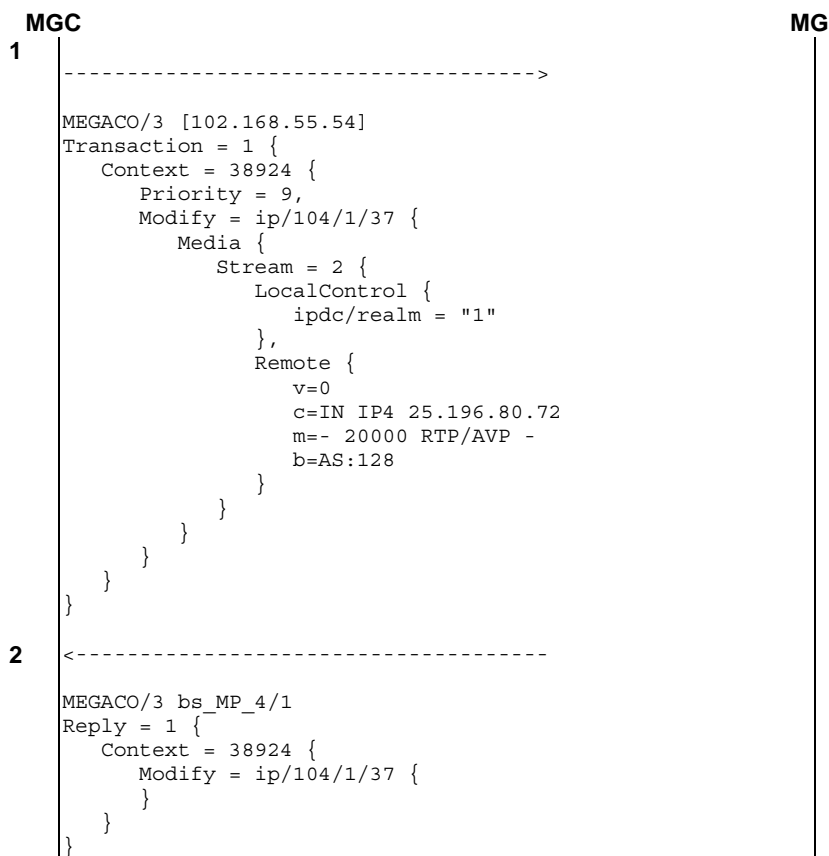 MGC MG
1
------------------------------------->
MEGACO/3 [102.168.55.54]
Transaction = 1 {
   Context = 38924 {
      Priority = 9,
      Modify = ip/104/1/37 {
         Media {
            Stream = 2 {
               LocalControl {
                  ipdc/realm = "1"
               },
               Remote {
                  v=0
                  c=IN IP4 25.196.80.72
                  m=- 20000 RTP/AVP -
                  b=AS:128
               }
            }
         }
      }
   }
}
2 <-------------------------------------
MEGACO/3 bs_MP_4/1
Reply = 1 {
   Context = 38924 {
      Modify = ip/104/1/37 {
      }
   }
}